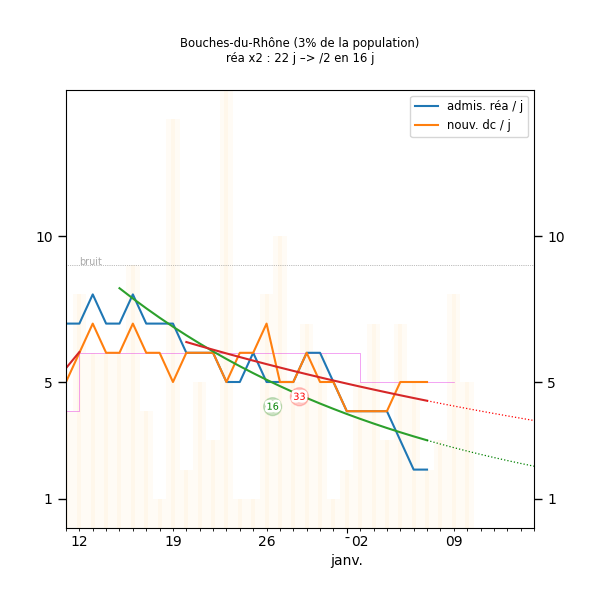 Bouches-du-Rhône (3% de la population)
réa x2 : 22 j –> /2 en 16 j
admis. réa / j
nouv. dc / j
10
10
bruit
5
5
16
33
1
1
12
19
26
02
09
janv.